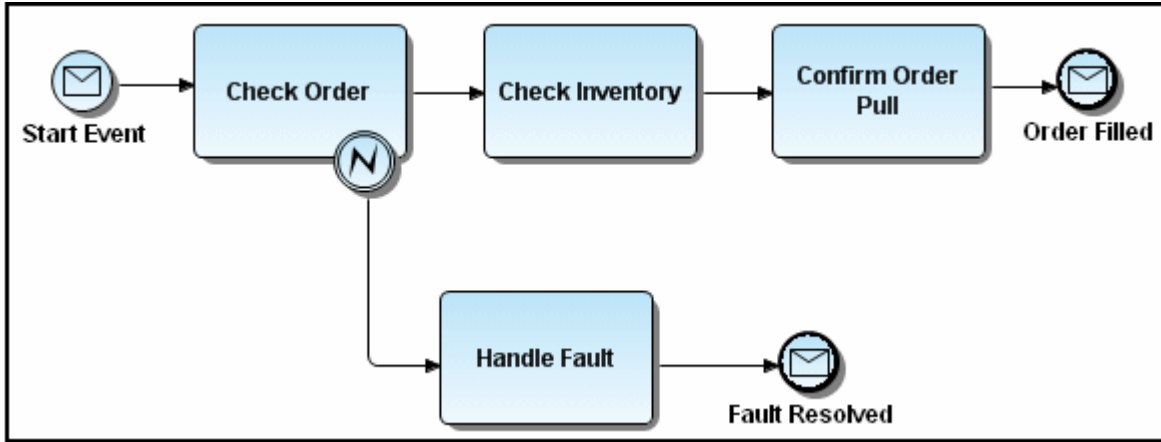 Start Event
Check Order
Check Inventory
Confirm Order
Pull
Order Filled
Handle Fault
Fault Resolved